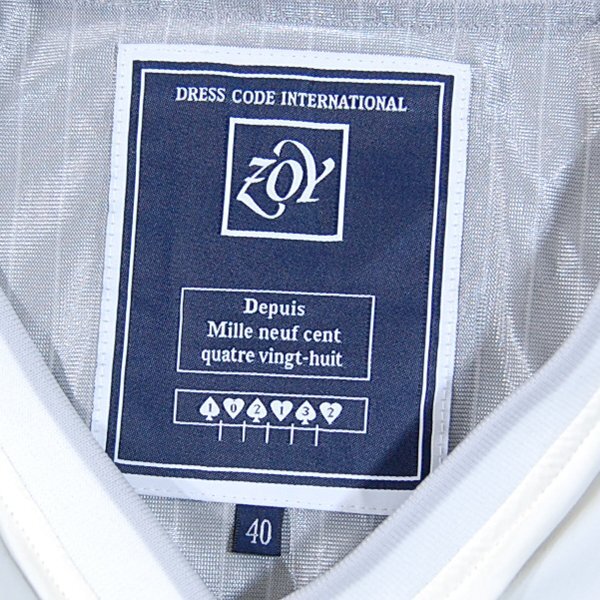 DRESS CODE INTERNATIONAL
ZOY
Depuis
Mille neuf cent
quatre vingt-huit
1 0 2 1 3 2
40